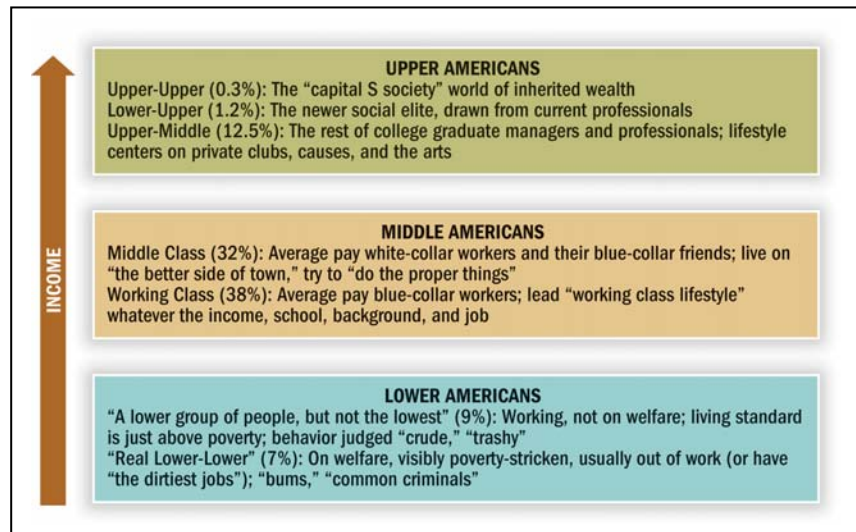 INCOME
UPPER AMERICANS
Upper-Upper (0.3%): The “capital S society” world of inherited wealth
Lower-Upper (1.2%): The newer social elite, drawn from current professionals
Upper-Middle (12.5%): The rest of college graduate managers and professionals; lifestyle
centers on private clubs, causes, and the arts
MIDDLE AMERICANS
Middle Class (32%): Average pay white-collar workers and their blue-collar friends; live on
“the better side of town,” try to “do the proper things”
Working Class (38%): Average pay blue-collar workers; lead “working class lifestyle”
whatever the income, school, background, and job
LOWER AMERICANS
“A lower group of people, but not the lowest” (9%): Working, not on welfare; living standard
is just above poverty; behavior judged “crude,” “trashy”
“Real Lower-Lower” (7%): On welfare, visibly poverty-stricken, usually out of work (or have
“the dirtiest jobs”); “bums,” “common criminals”